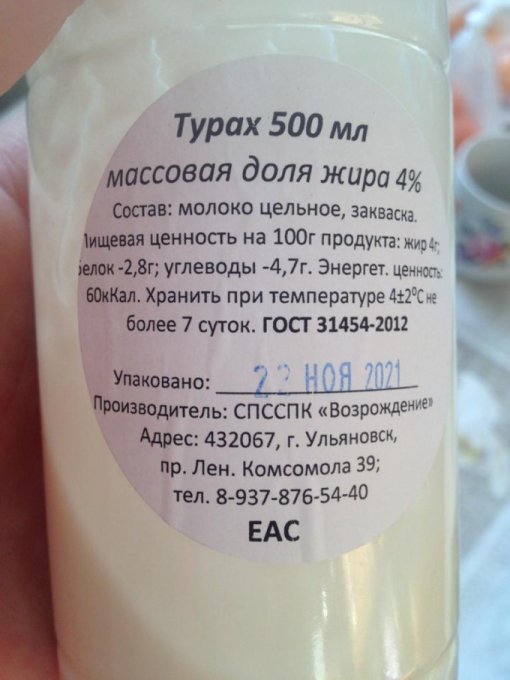 Турах 500 мл
массовая доля жира 4%
Состав: молоко цельное, закваска.
Пищевая ценность на 100г продукта: жир 4г;
белок -2,8г; углеводы -4,7г. Энергет. ценность:
60кКал. Хранить при температуре 4±2⁰С не
более 7 суток. ГОСТ 31454-2012
Упаковано: 22 НОЯ 2021
Производитель: СПССПК «Возрождение»
Адрес: 432067, г. Ульяновск,
пр. Лен. Комсомола 39;
тел. 8-937-876-54-40
ЕАС